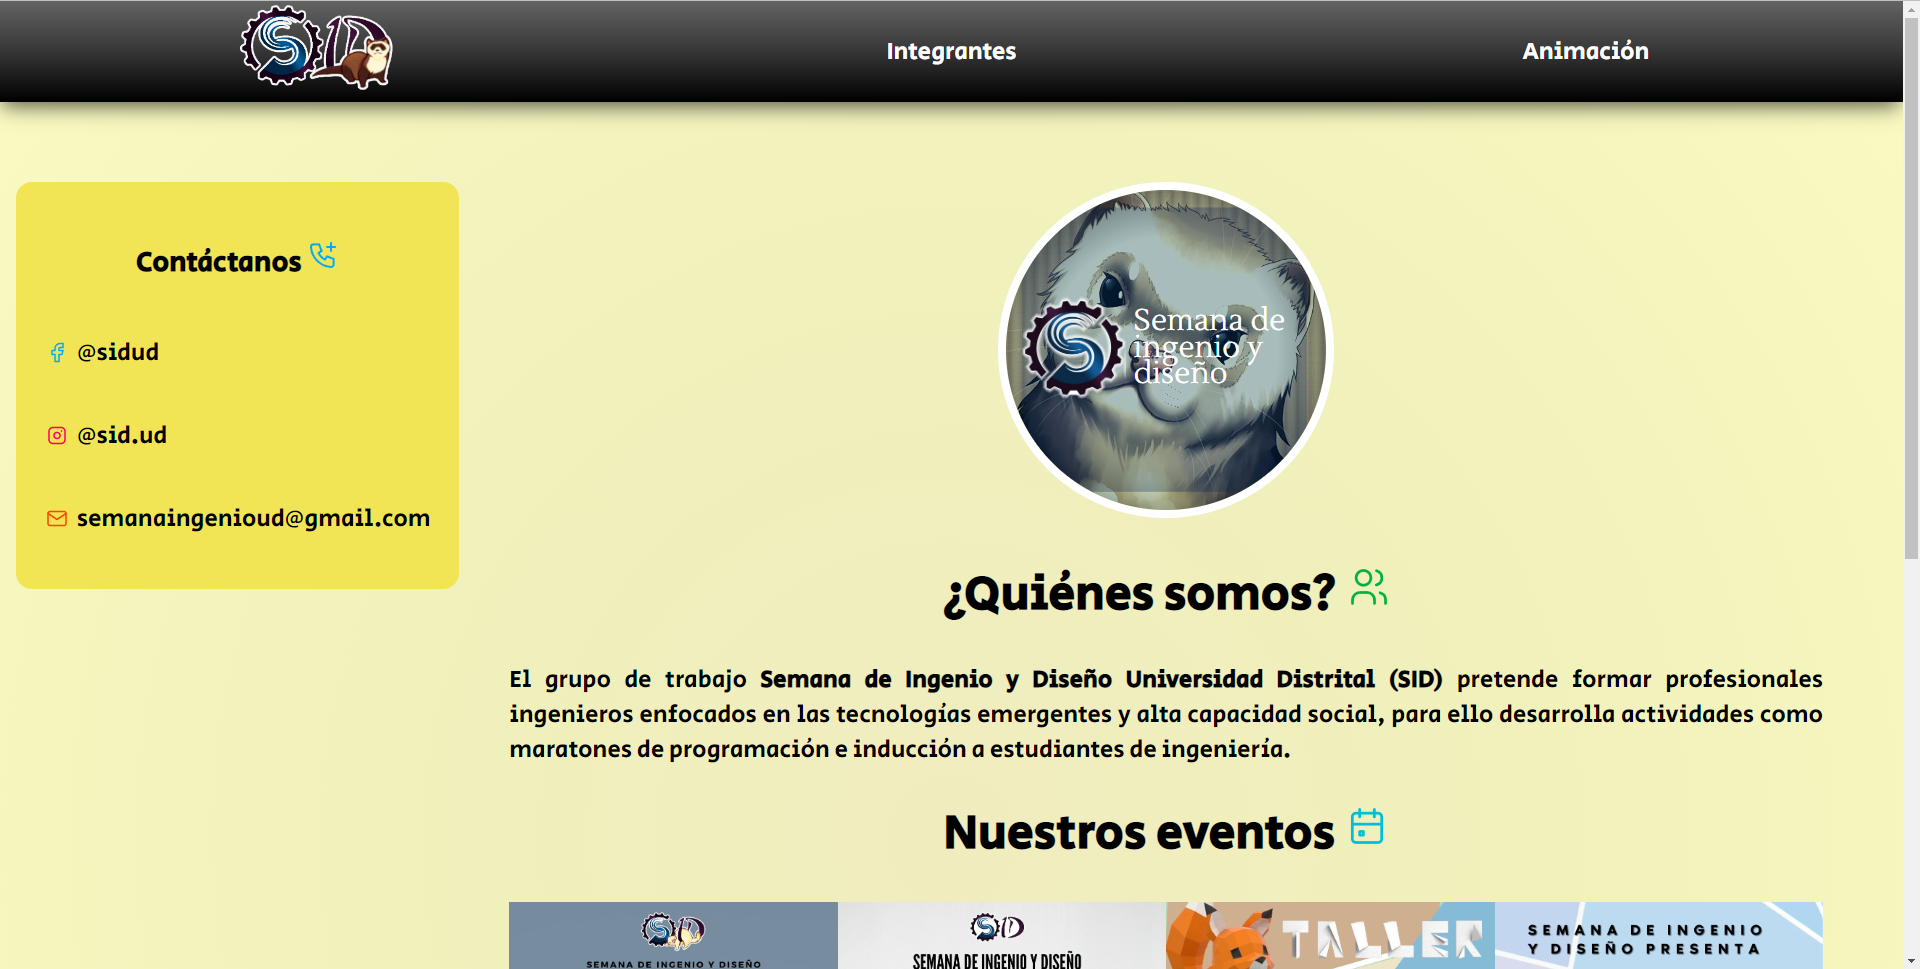 SID
Integrantes
Animación
Contáctanos
@sidud
@sid.ud
semanaingenioud@gmail.com
S
Semana de
ingenio y
diseño
¿Quiénes somos?
El grupo de trabajo Semana de Ingenio y Diseño Universidad Distrital (SID) pretende formar profesionales
ingenieros enfocados en las tecnologías emergentes y alta capacidad social, para ello desarrolla actividades como
maratones de programación e inducción a estudiantes de ingeniería.
Nuestros eventos
SID
SEMANA DE INGENIO Y DISEÑO
SID
SEMANA DE INGENIO Y DISEÑO
TALLER
SEMANA DE INGENIO
Y DISEÑO PRESENTA